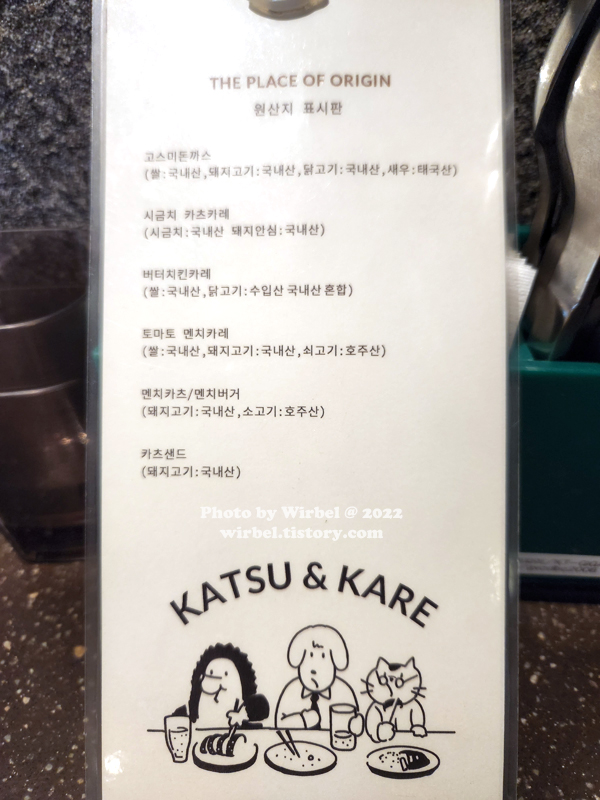 THE PLACE OF ORIGIN
원산지 표시판
고스미돈까스
(쌀:국내산,돼지고기:국내산,닭고기:국내산,새우:태국산)
시금치 카츠카레
(시금치:국내산 돼지안심:국내산)
버터치킨카레
(쌀:국내산,닭고기:수입산 국내산 혼합)
토마토 멘치카레
(쌀:국내산,돼지고기:국내산,쇠고기:호주산)
멘치카츠/멘치버거
(돼지고기:국내산,소고기:호주산)
카츠샌드
(돼지고기:국내산)
Photo by Wirbel @ 2022
wirbel.tistory.com
KATSU & KARE